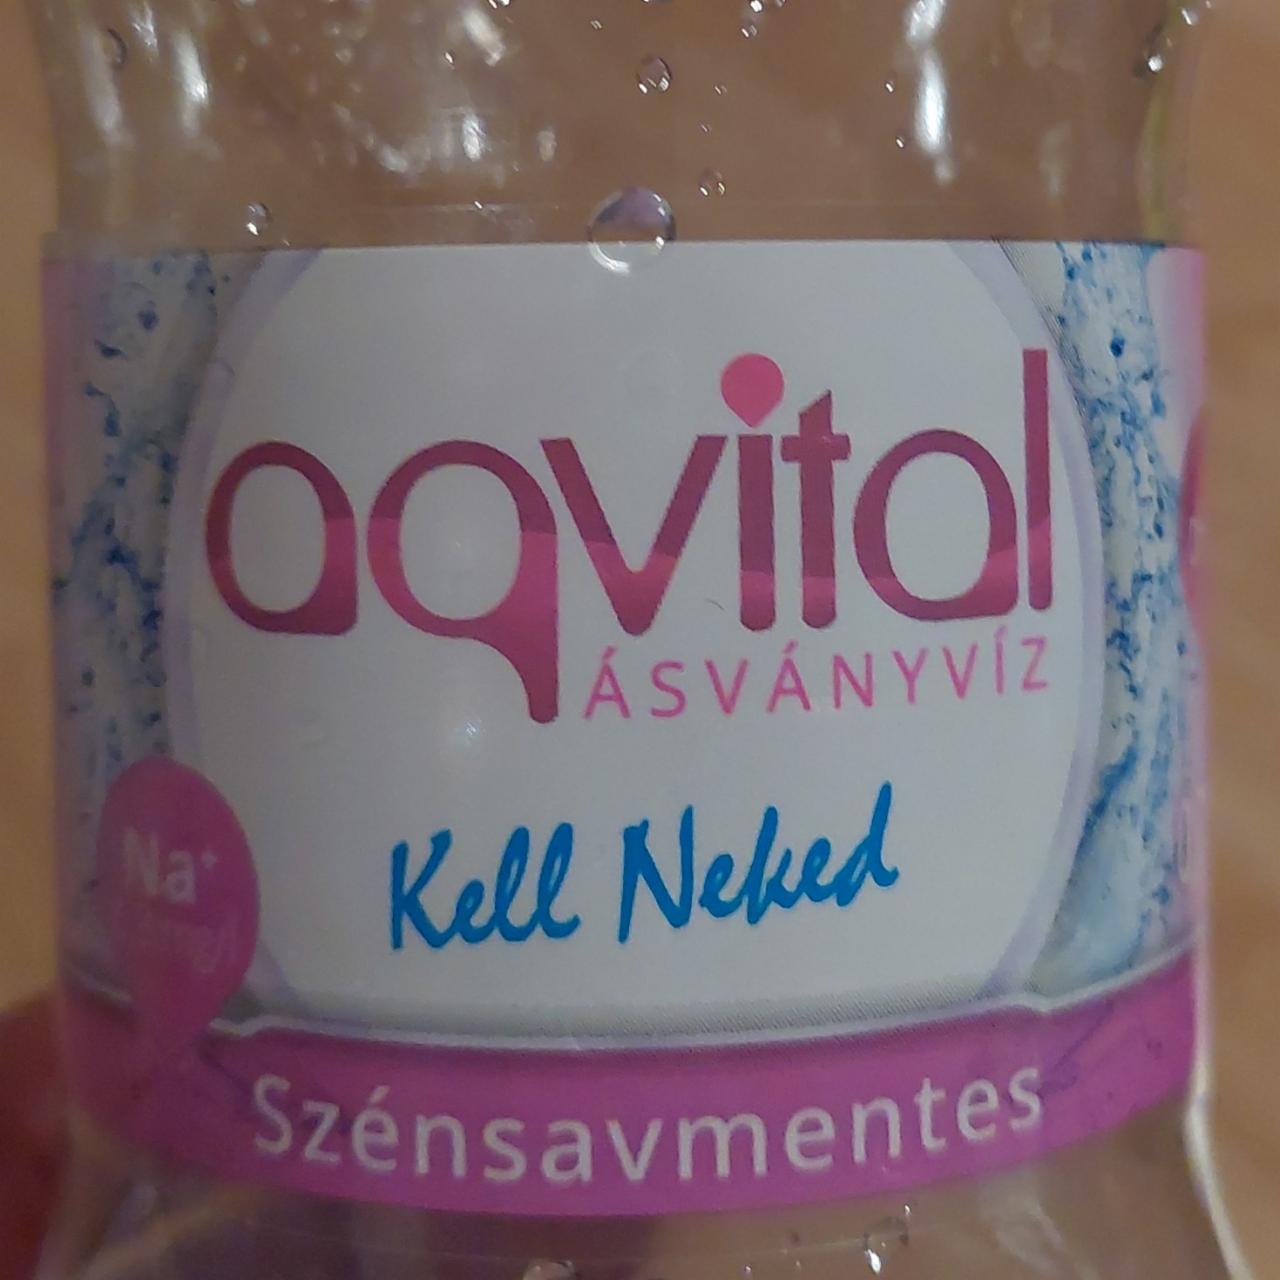 aqvital
ÁSVÁNYVÍZ
Kell Neked
Na⁺
Szénsavmentes